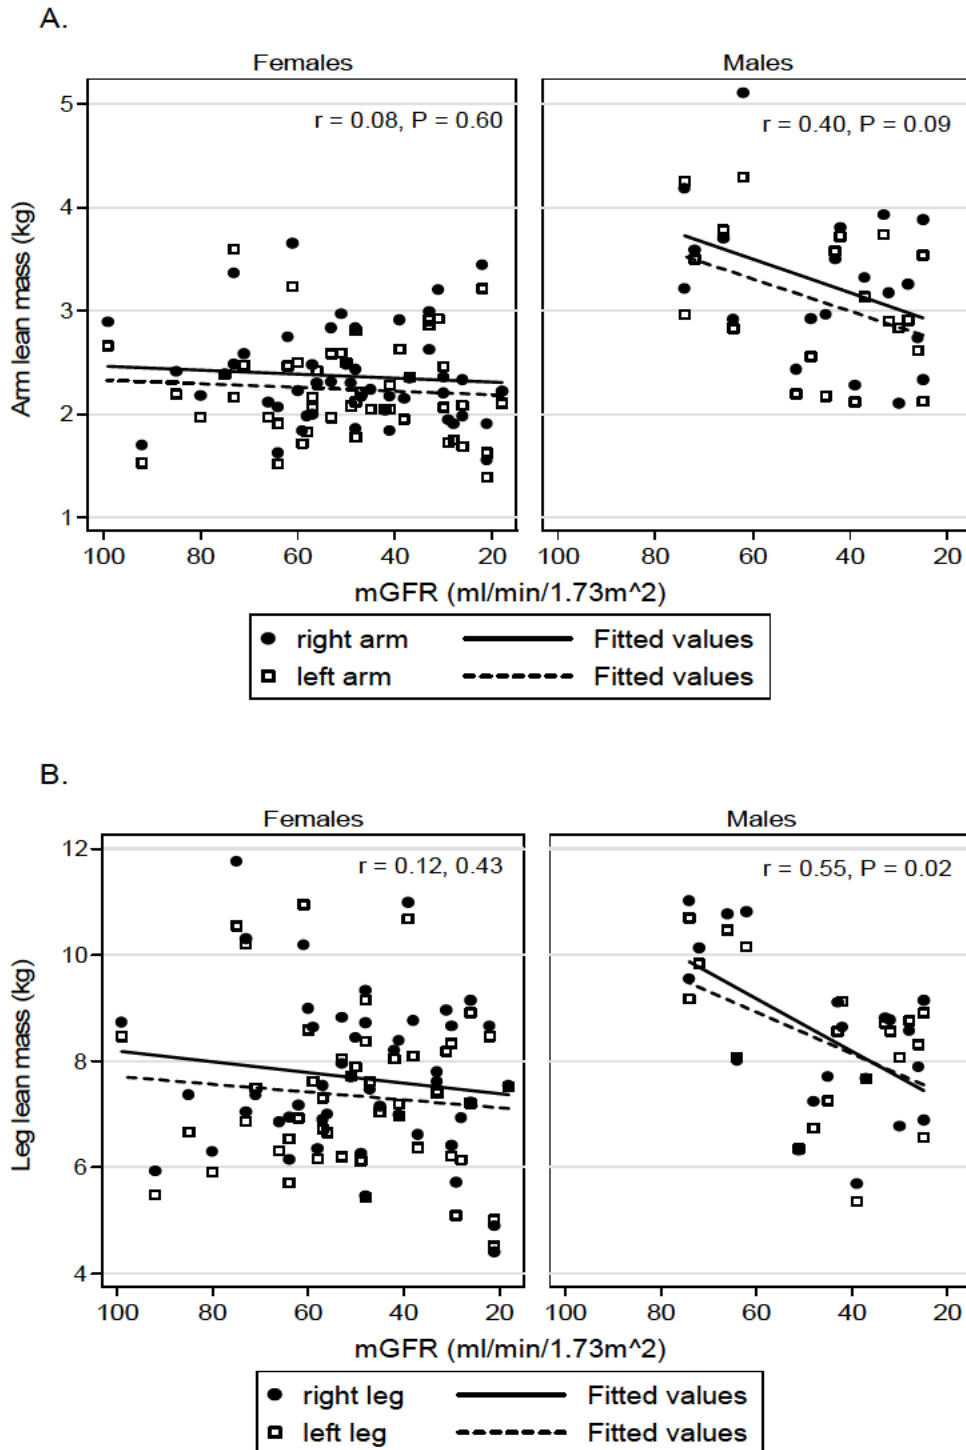 A.
Females Males
r = 0.08, P = 0.60
r = 0.40, P = 0.09
Arm lean mass (kg)
5
4
3
2
1
100 80 60 40 20 100 80 60 40 20
mGFR (ml/min/1.73m^2)
right arm Fitted values
left arm Fitted values
B.
Females Males
r = 0.12, 0.43
r = 0.55, P = 0.02
Leg lean mass (kg)
12
10
8
6
4
100 80 60 40 20 100 80 60 40 20
mGFR (ml/min/1.73m^2)
right leg Fitted values
left leg Fitted values